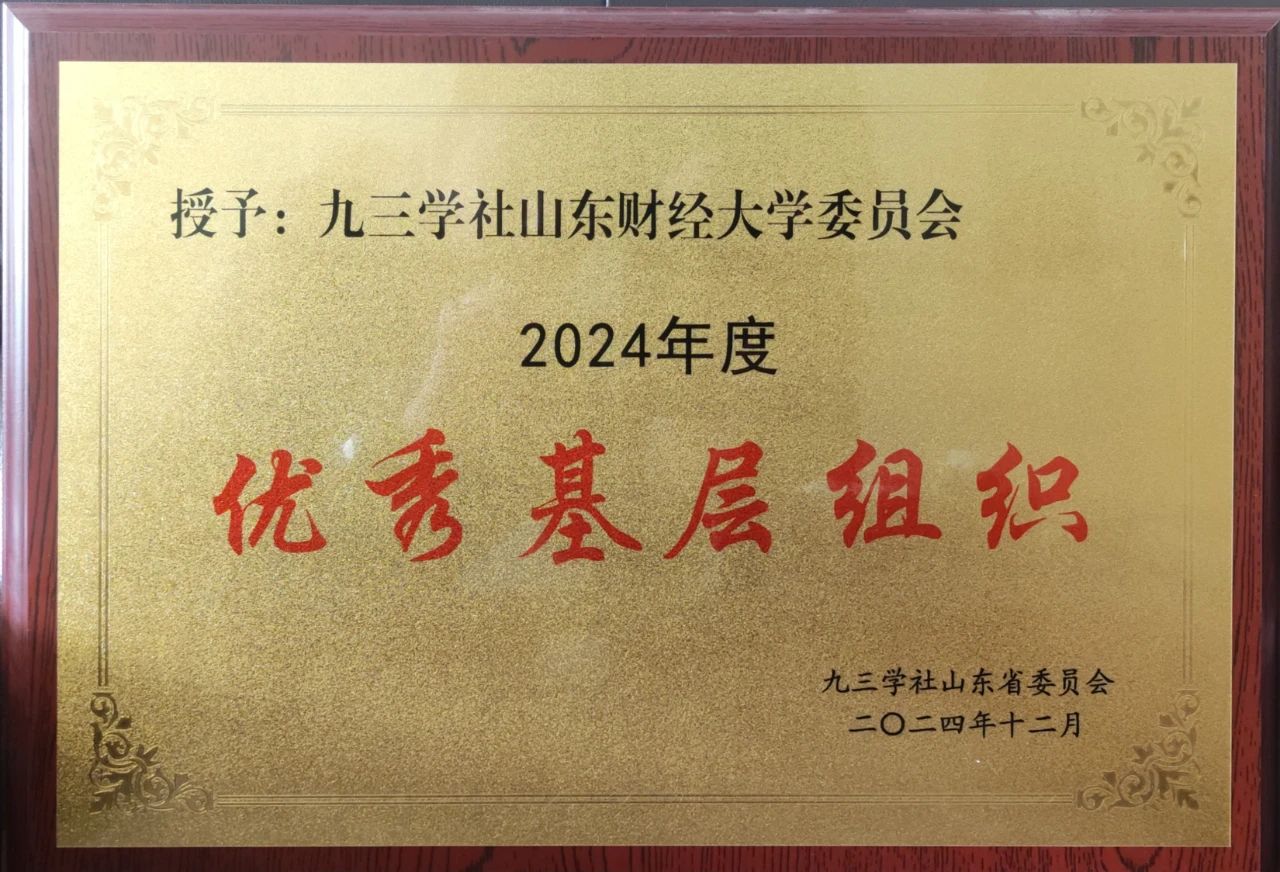 授予：九三学社山东财经大学委员会
2024年度
优秀基层组织
九三学社山东省委员会
二〇二四年十二月